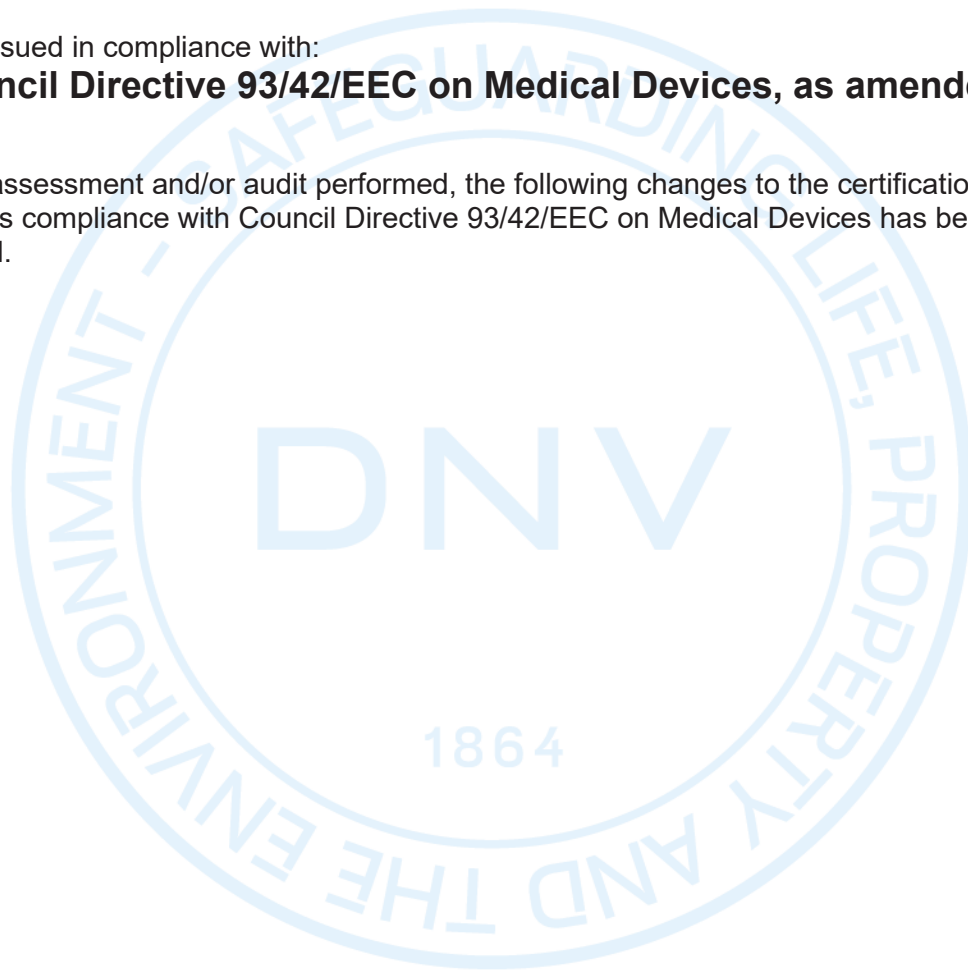 sued in compliance with:
ncil Directive 93/42/EEC on Medical Devices, as amend
assessment and/or audit performed, the following changes to the certificatio
s compliance with Council Directive 93/42/EEC on Medical Devices has be
.
SAFEGUARDING LIFE, PROPERTY AND THE ENVIRONMENT -
DNV
1864